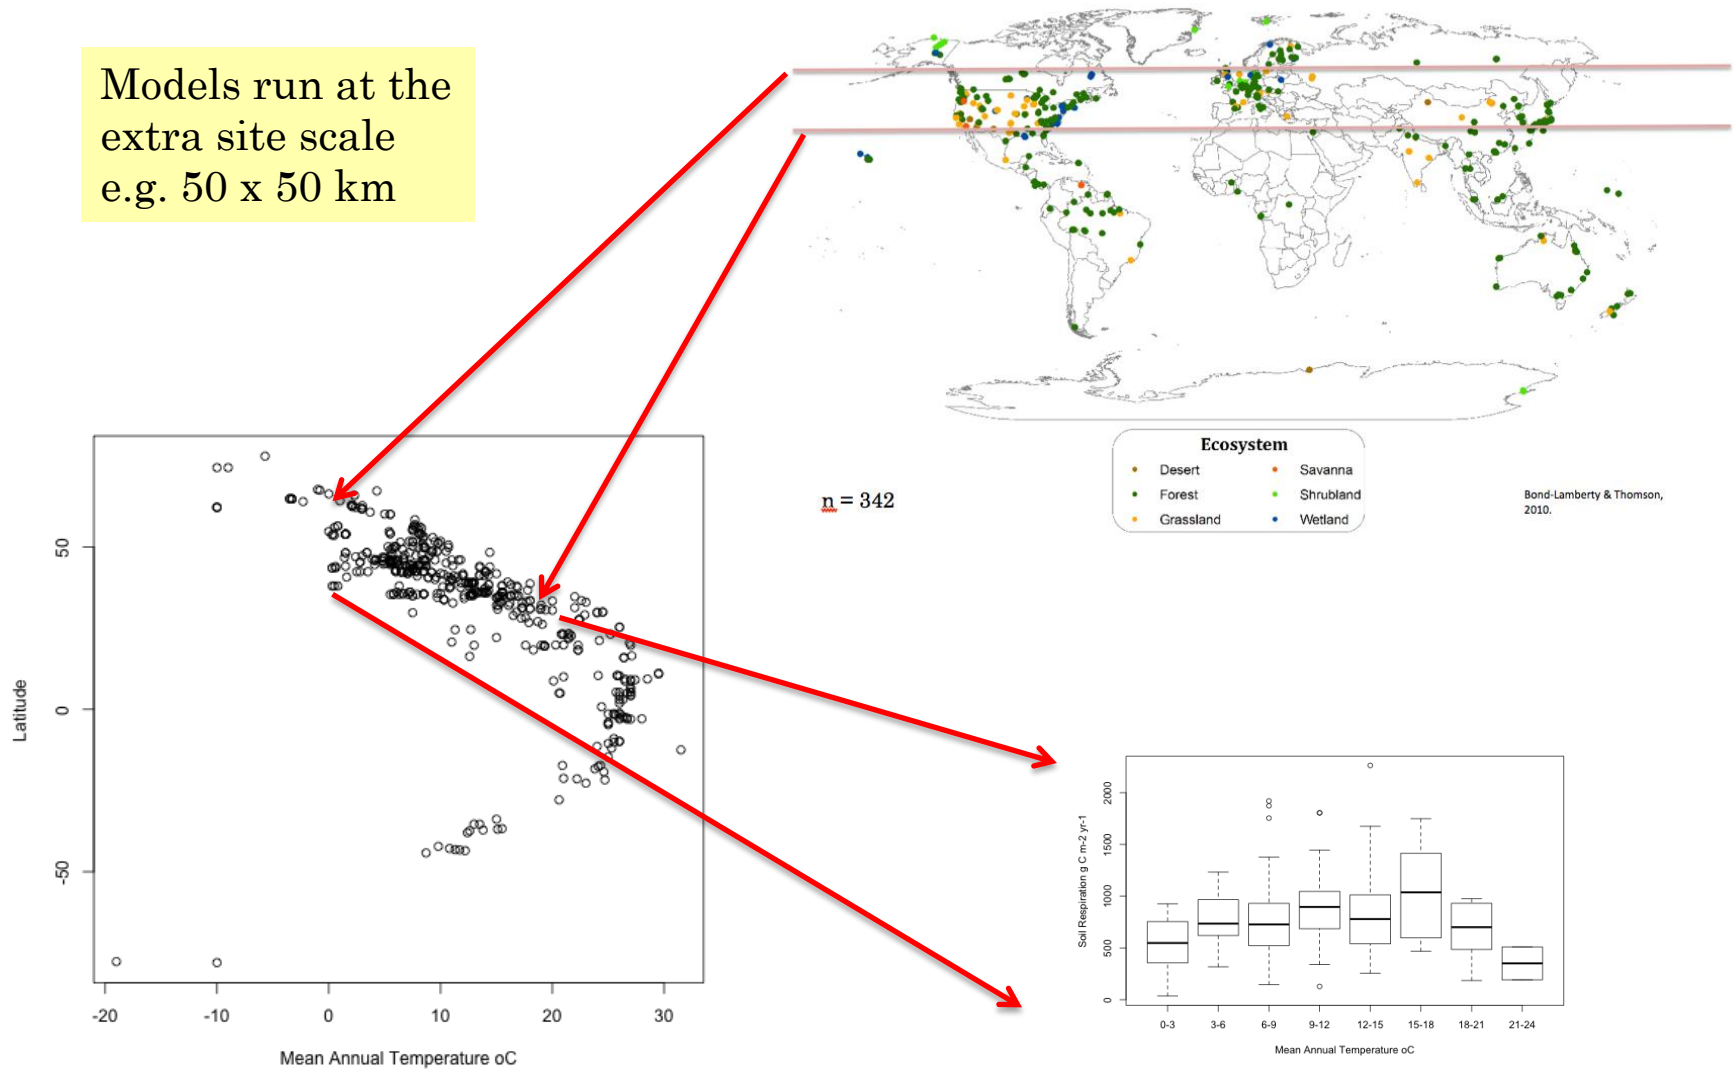 Models run at the
extra site scale
e.g. 50 x 50 km
Ecosystem
Desert
Savanna
Forest
Shrubland
Grassland
Wetland
n = 342
Bond-Lamberty & Thomson,
2010.
Latitude
50
0
-50
-20
-10
0
10
20
30
Mean Annual Temperature oC
Soil Respiration g C m-2 yr-1
2000
1500
1000
500
0
0-3
3-6
6-9
9-12
12-15
15-18
18-21
21-24
Mean Annual Temperature oC